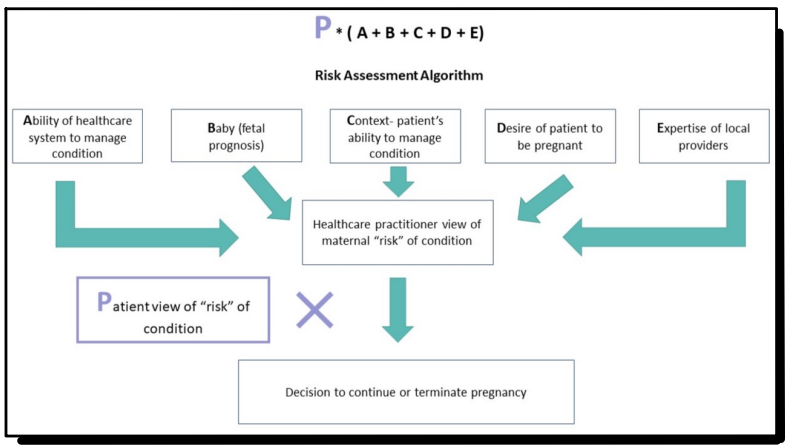 P * ( A + B + C + D + E)
Risk Assessment Algorithm
Ability of healthcare
system to manage
condition
Baby (fetal
prognosis)
Context- patient's
ability to manage
condition
Desire of patient to
be pregnant
Expertise of local
providers
Healthcare practitioner view of
maternal “risk” of condition
Patient view of “risk” of
condition
Decision to continue or terminate pregnancy